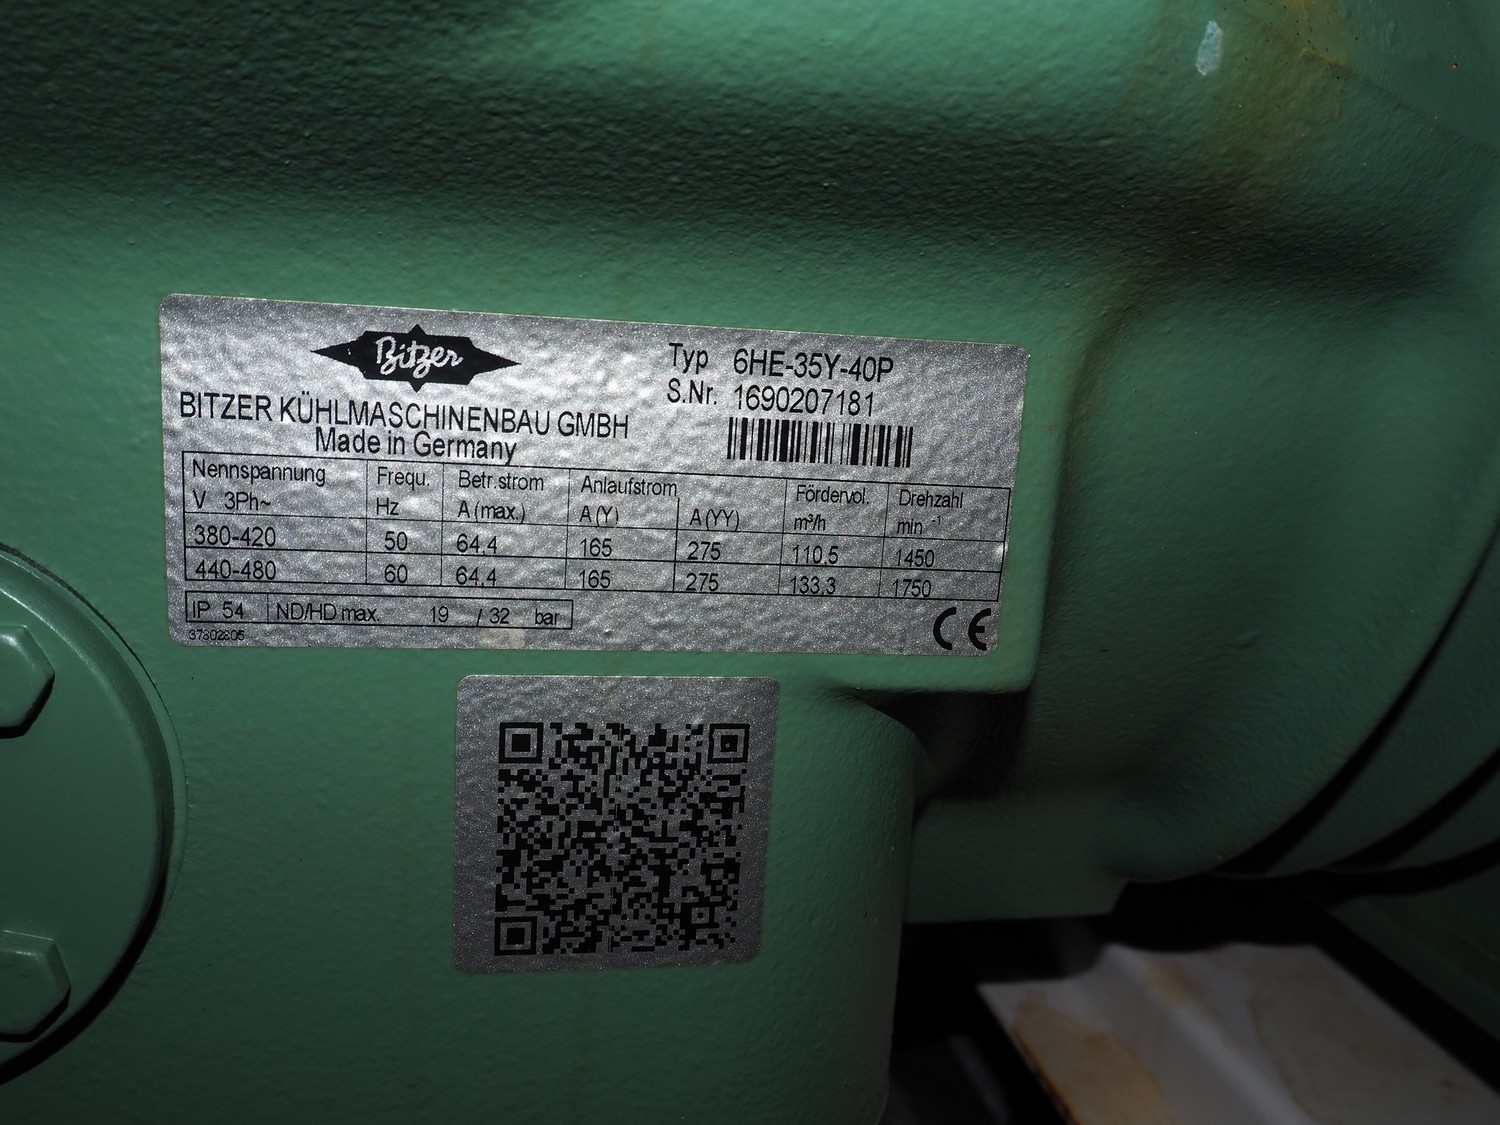 Bitzer
BITZER KÜHLMASCHINENBAU GMBH
Made in Germany
Typ 6HE-35Y-40P
S.Nr. 1690207181
Nennspannung Frequ. Betr.strom Anlaufstrom Fördervol. Drehzahl
V 3Ph~ Hz A (max.) A (Y) A (YY) m³/h min -1
380-420 50 64.4 165 275 110,5 1450
440-480 60 64,4 165 275 133,3 1750
IP 54 ND/HD max. 19 / 32 bar
37802805
CE